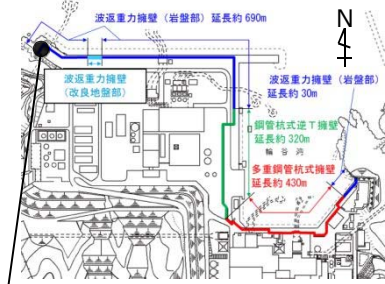 波返重力擁壁（岩盤部）延長約 690m
N
波返重力擁壁
（改良地盤部）
波返重力擁壁（岩盤部）
延長約 30m
鋼管杭式逆Ｔ擁壁
延長約 320m
輪谷湾
多重鋼管杭式擁壁
延長約 430m